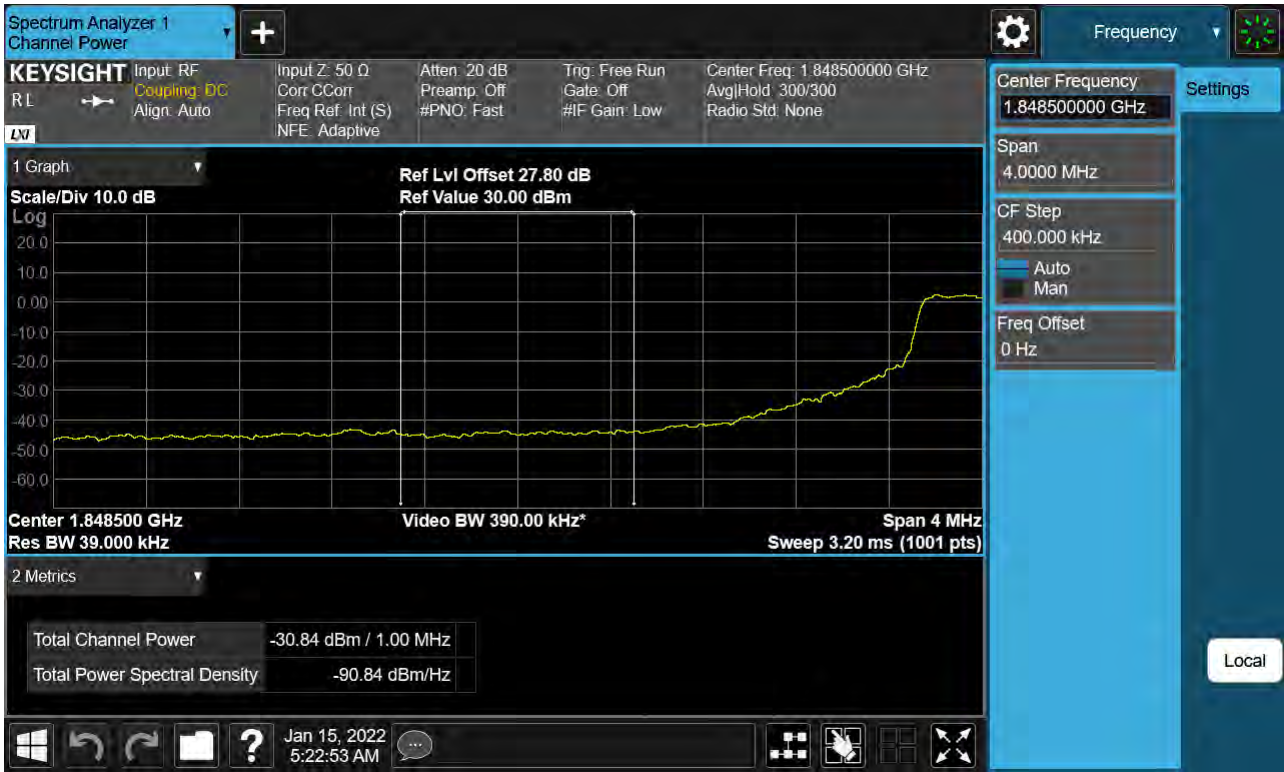 Spectrum Analyzer 1
Channel Power
+
Frequency
KEYSIGHT
RL
LXI
Input: RF
Coupling: DC
Align: Auto
Input Z: 50 Ω
Corr CCorr
Freq Ref: Int (S)
NFE: Adaptive
Atten: 20 dB
Preamp: Off
#PNO: Fast
Trig: Free Run
Gate: Off
#IF Gain: Low
Center Freq: 1.848500000 GHz
Avg|Hold: 300/300
Radio Std: None
Center Frequency
1.848500000 GHz
Settings
Span
4.0000 MHz
CF Step
400.000 kHz
Auto
Man
Freq Offset
0 Hz
1 Graph
Scale/Div 10.0 dB
Ref Lvl Offset 27.80 dB
Ref Value 30.00 dBm
Log
20.0
10.0
0.00
-10.0
-20.0
-30.0
-40.0
-50.0
-60.0
Center 1.848500 GHz
Video BW 390.00 kHz*
Span 4 MHz
Res BW 39.000 kHz
Sweep 3.20 ms (1001 pts)
2 Metrics
Total Channel Power -30.84 dBm / 1.00 MHz
Total Power Spectral Density -90.84 dBm/Hz
Local
?
Jan 15, 2022
5:22:53 AM